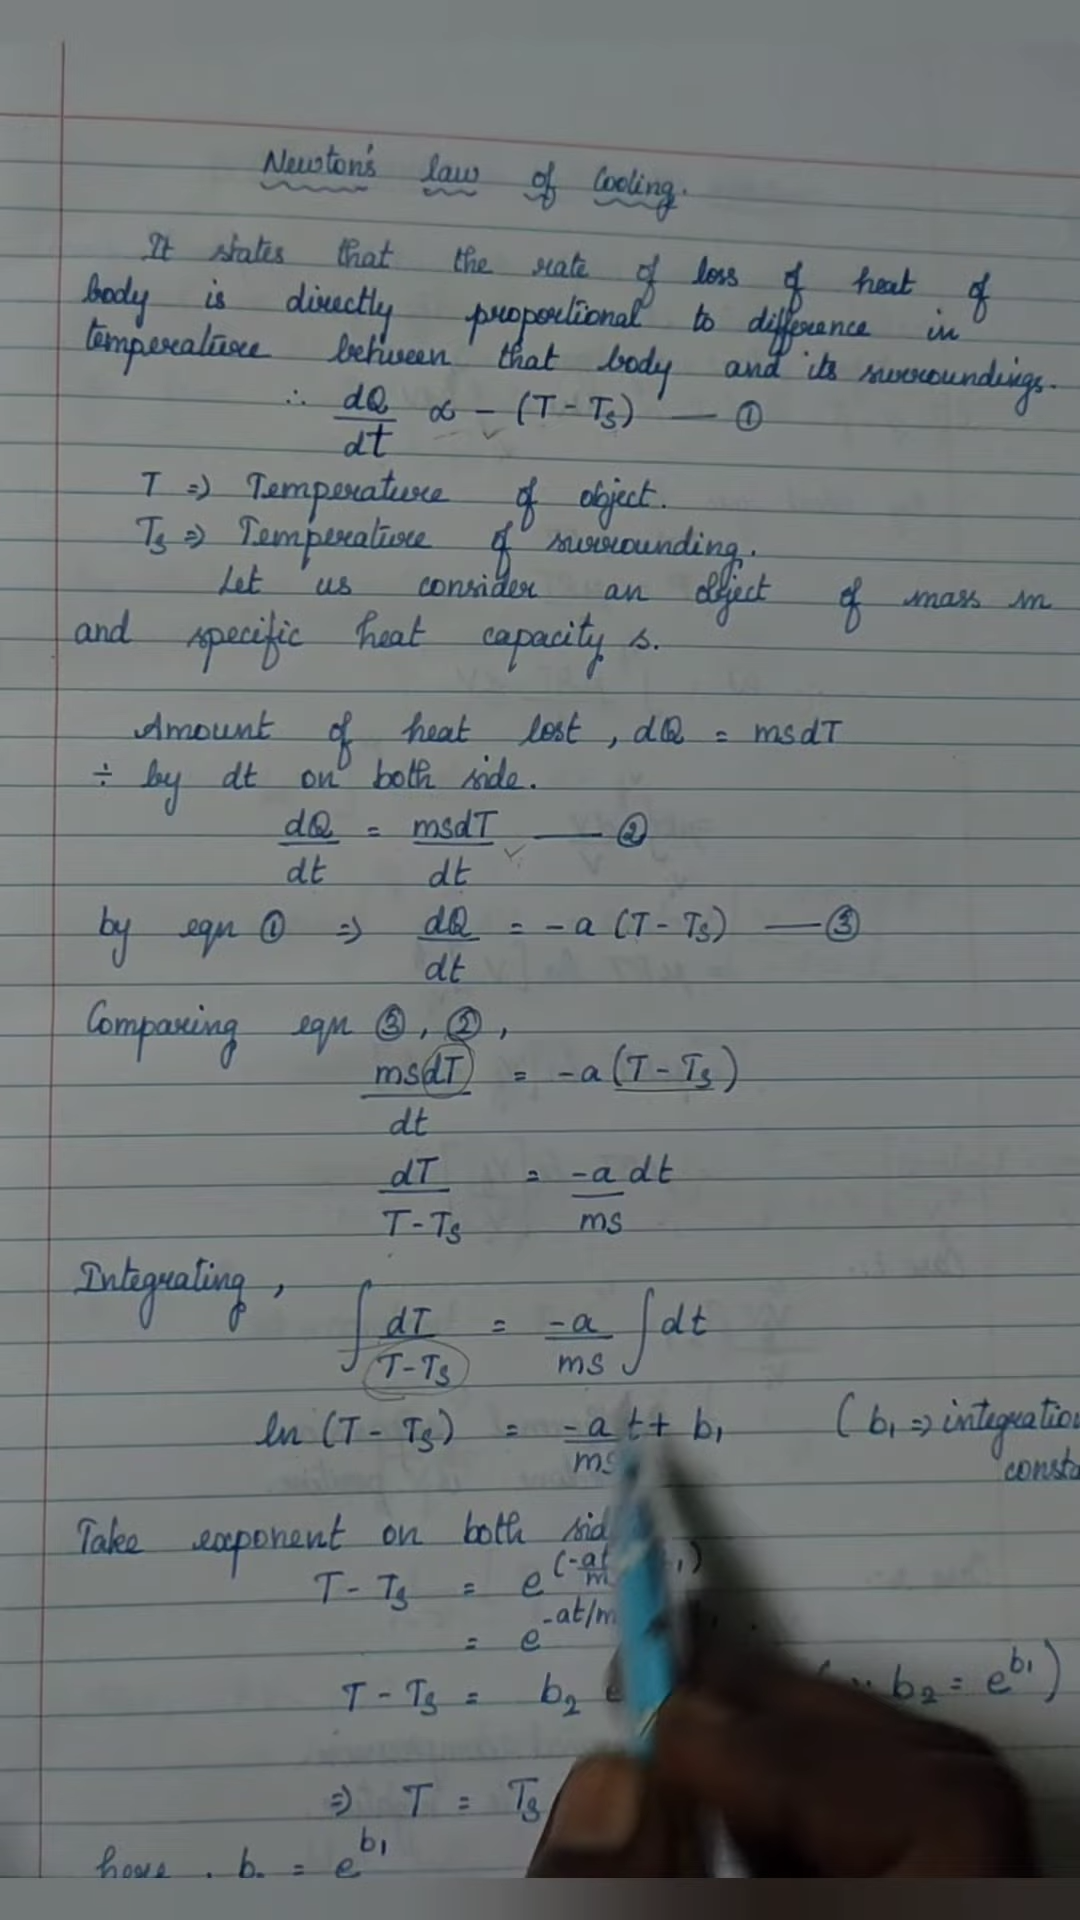 Newton's law of Cooling.
It states that the rate of loss of heat of
body is directly proportional to difference in
temperature between that body and its surroundings.
∴ dQ/dt ∝ - (T - Ts) — ①
T => Temperature of object.
Ts => Temperature of surrounding.
Let us consider an object of mass m
and specific heat capacity s.
Amount of heat lost, dQ = msdT
÷ by dt on both side.
dQ/dt = msdT/dt — ②
by eqn ① => dQ/dt = -a (T - Ts) — ③
Comparing eqn ③, ②,
msdT/dt = -a (T - Ts)
dT/(T - Ts) = -a/ms dt
Integrating,
∫ dT/(T - Ts) = -a/ms ∫ dt
ln (T - Ts) = -a/ms t + b₁ (b₁ => integration
const
Take exponent on both
T - Ts = e
= e
T - Ts = b₂ b₂ = e^b₁)
=> T = Ts
= e^b₁